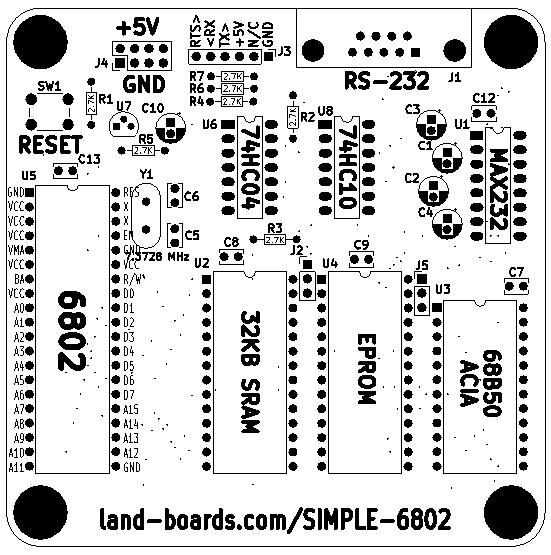 +5V
J4
GND
RTS>
<RX
TX>
+5V
N/C
GND
J3
RS-232
J1
SW1
RESET
R1
2.7K
U7
C10
R5
2.7K
R7
2.7K
R6
2.7K
R4
2.7K
R2
2.7K
U6
74HC04
U8
74HC10
C3
C12
U1
C1
C2
C4
MAX232
C13
U5
Y1
C6
C5
7.3728 MHz
R3
2.7K
C8
U2
J2
C9
U4
J5
U3
C7
GND
VCC
VCC
VCC
VMA
VCC
BA
VCC
A0
A1
A2
A3
A4
A5
A6
A7
A8
A9
A10
A11
6802
RES
X
X
EN
GND
VCC
R/W*
D0
D1
D2
D3
D4
D5
D6
D7
A15
A14
A13
A12
GND
32KB SRAM
EPROM
68B50
ACIA
land-boards.com/SIMPLE-6802